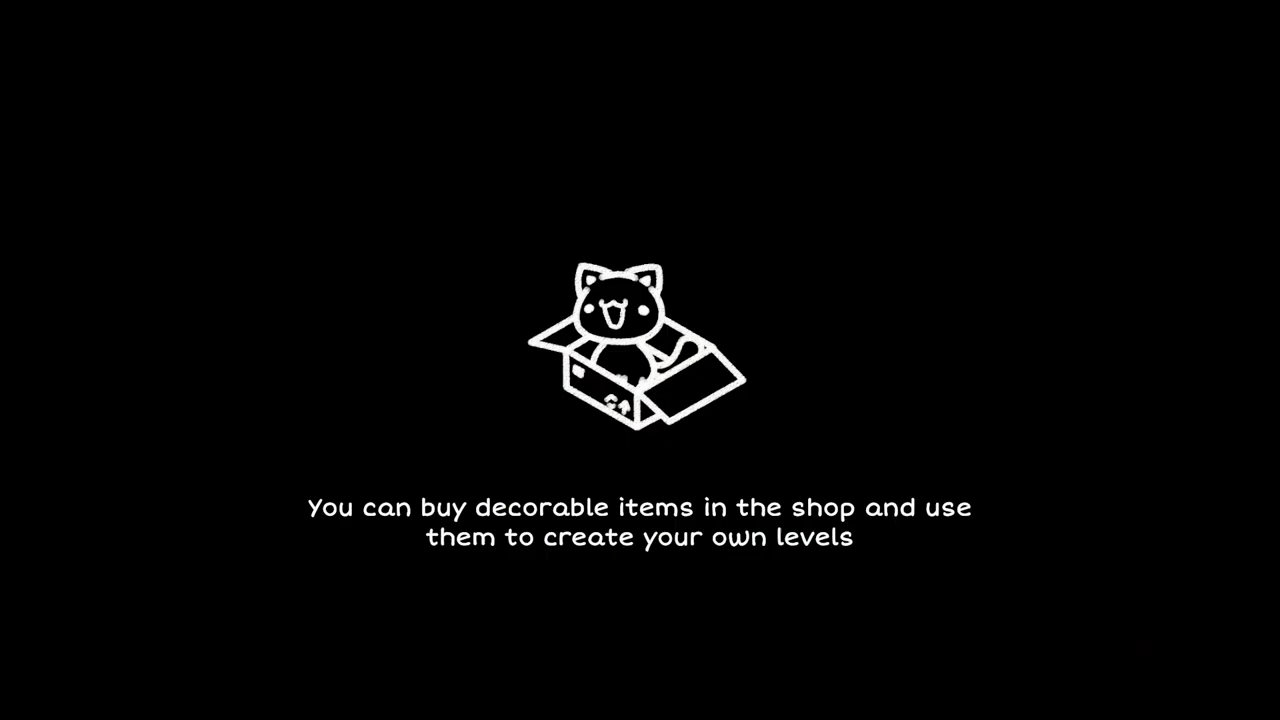 You can buy decorable items in the shop and use
them to create your own levels